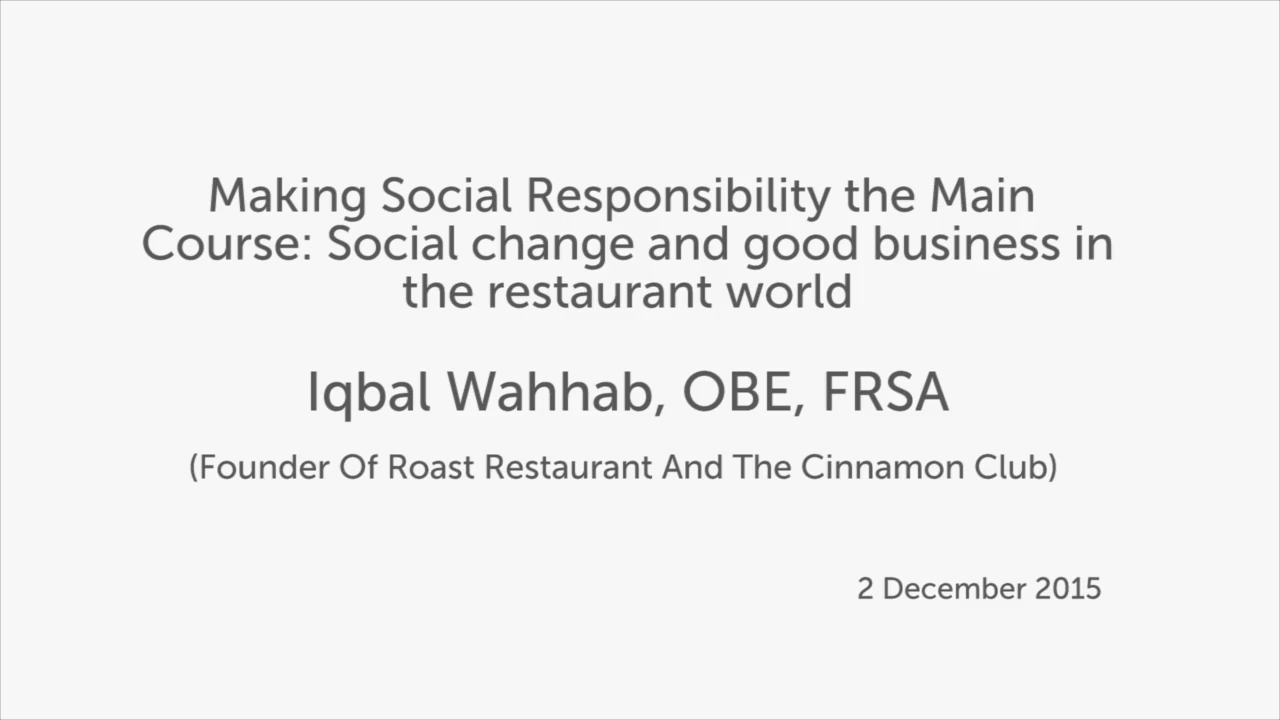 Making Social Responsibility the Main
Course: Social change and good business in
the restaurant world
Iqbal Wahhab, OBE, FRSA
(Founder Of Roast Restaurant And The Cinnamon Club)
2 December 2015